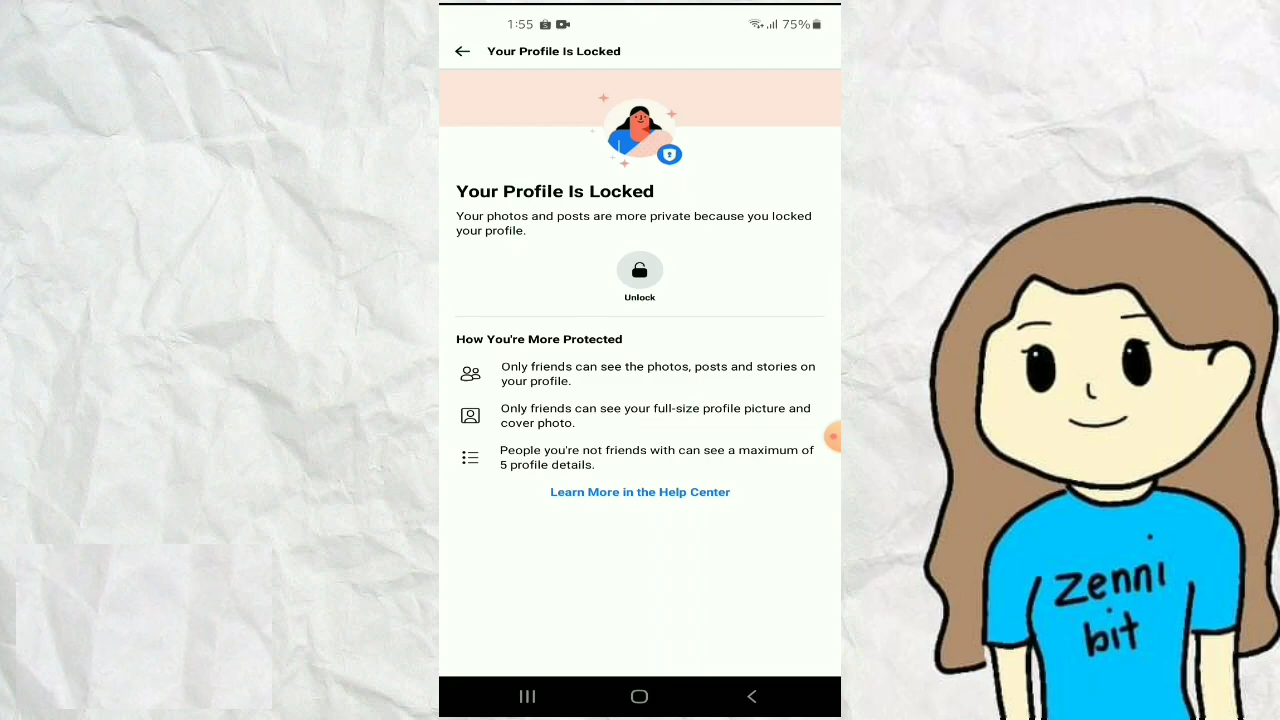 1:55
75%
Your Profile Is Locked
Your Profile Is Locked
Your photos and posts are more private because you locked
your profile.
Unlock
How You're More Protected
Only friends can see the photos, posts and stories on
your profile.
Only friends can see your full-size profile picture and
cover photo.
People you're not friends with can see a maximum of
5 profile details.
Learn More in the Help Center
Zenni
bit